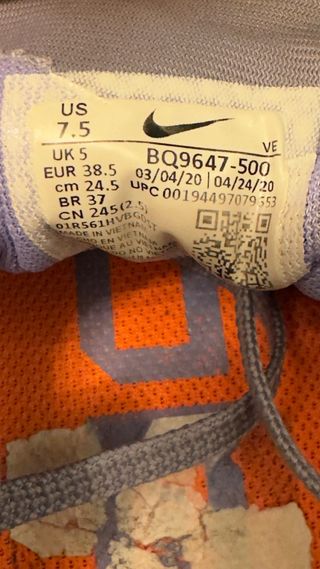 US
7.5
VE
UK 5
EUR 38.5
cm 24.5
BR 37
CN 245(2.5)
BQ9647-500
03/04/20 04/24/20
UPC 00194497079553
MADE IN VIETNAM